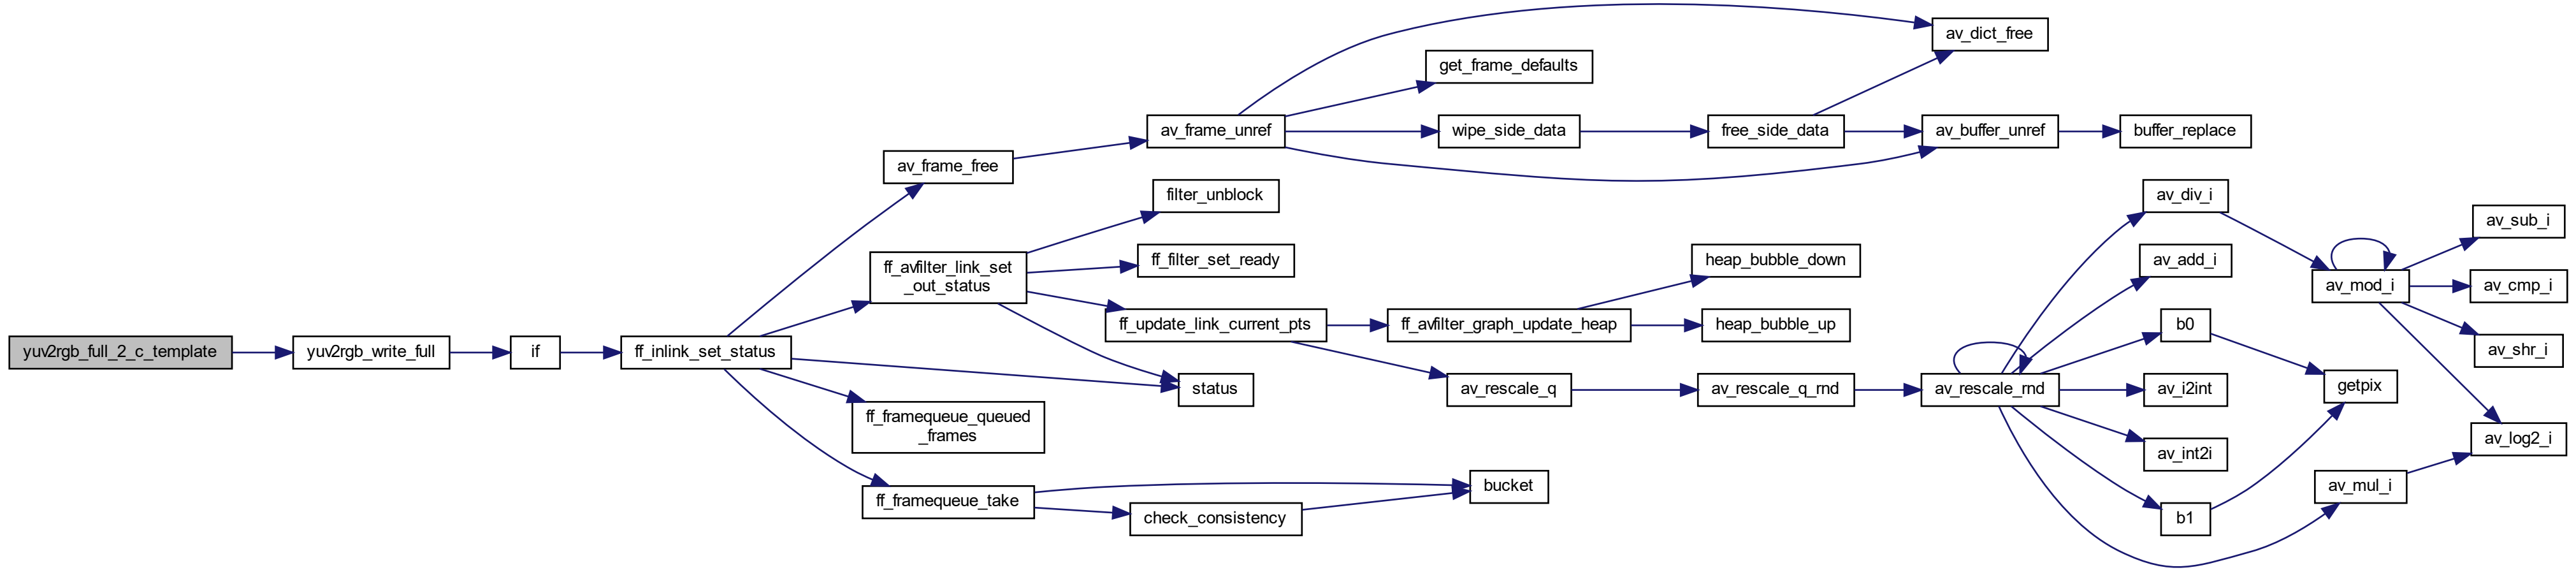 yuv2rgb_full_2_c_template
yuv2rgb_write_full
if
ff_inlink_set_status
av_frame_free
ff_avfilter_link_set
_out_status
ff_framequeue_queued
_frames
ff_framequeue_take
av_frame_unref
filter_unblock
ff_filter_set_ready
ff_update_link_current_pts
status
check_consistency
get_frame_defaults
wipe_side_data
ff_avfilter_graph_update_heap
av_rescale_q
bucket
free_side_data
heap_bubble_down
heap_bubble_up
av_rescale_q_rnd
av_dict_free
av_buffer_unref
av_rescale_rnd
buffer_replace
av_div_i
av_add_i
b0
av_i2int
av_int2i
b1
av_mod_i
getpix
av_mul_i
av_sub_i
av_cmp_i
av_shr_i
av_log2_i